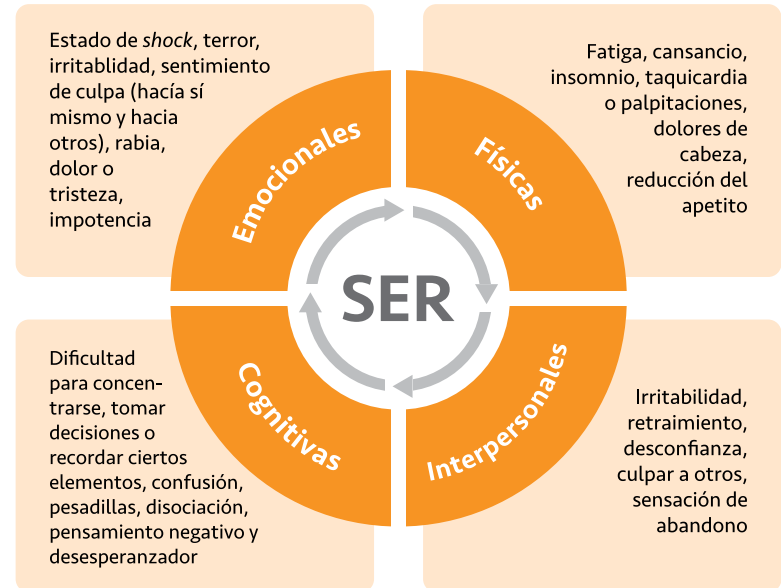 Estado de shock, terror,
irritablidad, sentimiento
de culpa (hacía sí
mismo y hacia
otros), rabia,
dolor o
tristeza,
impotencia
Emocionales
Físicas
Fatiga, cansancio,
insomnio, taquicardia
o palpitaciones,
dolores de
cabeza,
reducción del
apetito
SER
Dificultad
para concen-
trarse, tomar
decisiones o
recordar ciertos
elementos, confusión,
pesadillas, disociación,
pensamiento negativo y
desesperanzador
Cognitivas
Interpersonales
Irritabilidad,
retraimiento,
desconfianza,
culpar a otros,
sensación de
abandono